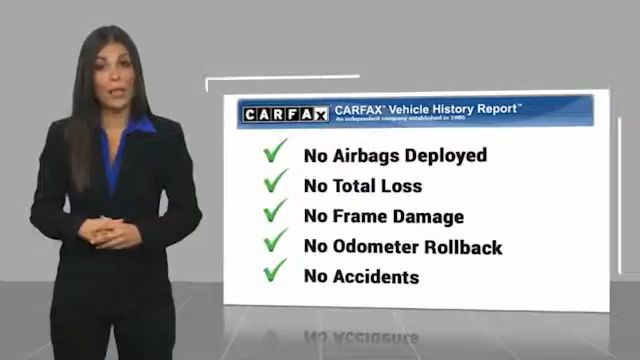 CARFAX CARFAX® Vehicle History Report™
An independent company established in 1986
No Airbags Deployed
No Total Loss
No Frame Damage
No Odometer Rollback
No Accidents